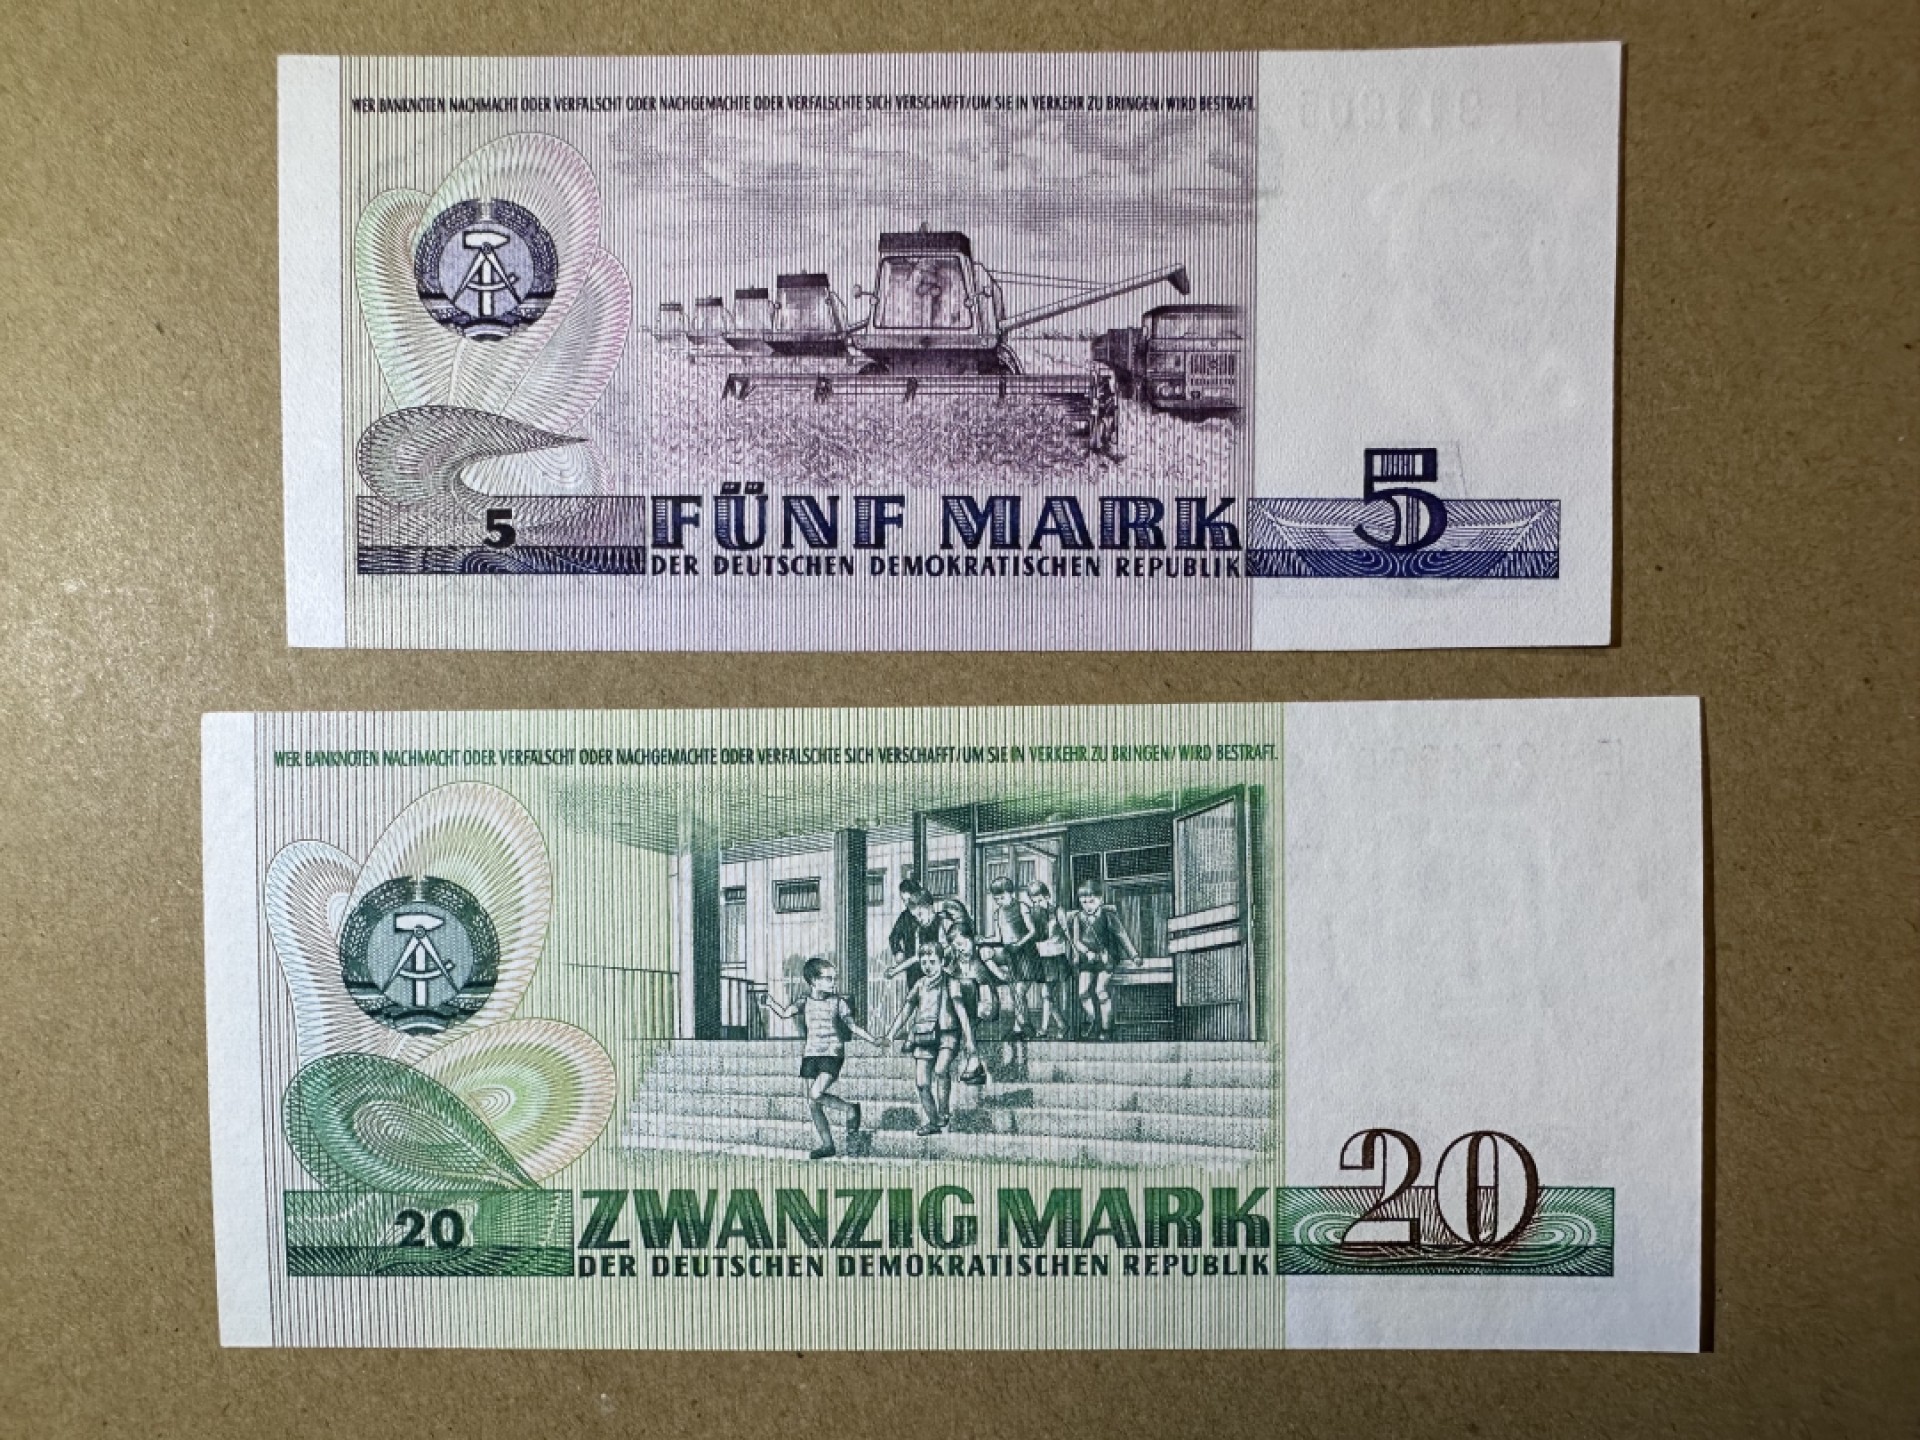 WER BANKNOTEN NACHMACHT ODER VERFÄLSCHT ODER NACHGEMACHTE ODER VERFÄLSCHTE SICH VERSCHAFFT/UM SIE IN VERKEHR ZU BRINGEN/WIRD BESTRAFT.
5
FÜNF MARK
DER DEUTSCHEN DEMOKRATISCHEN REPUBLIK
5
WER BANKNOTEN NACHMACHT ODER VERFÄLSCHT ODER NACHGEMACHTE ODER VERFÄLSCHTE SICH VERSCHAFFT/UM SIE IN VERKEHR ZU BRINGEN/WIRD BESTRAFT.
20
ZWANZIG MARK
DER DEUTSCHEN DEMOKRATISCHEN REPUBLIK
20